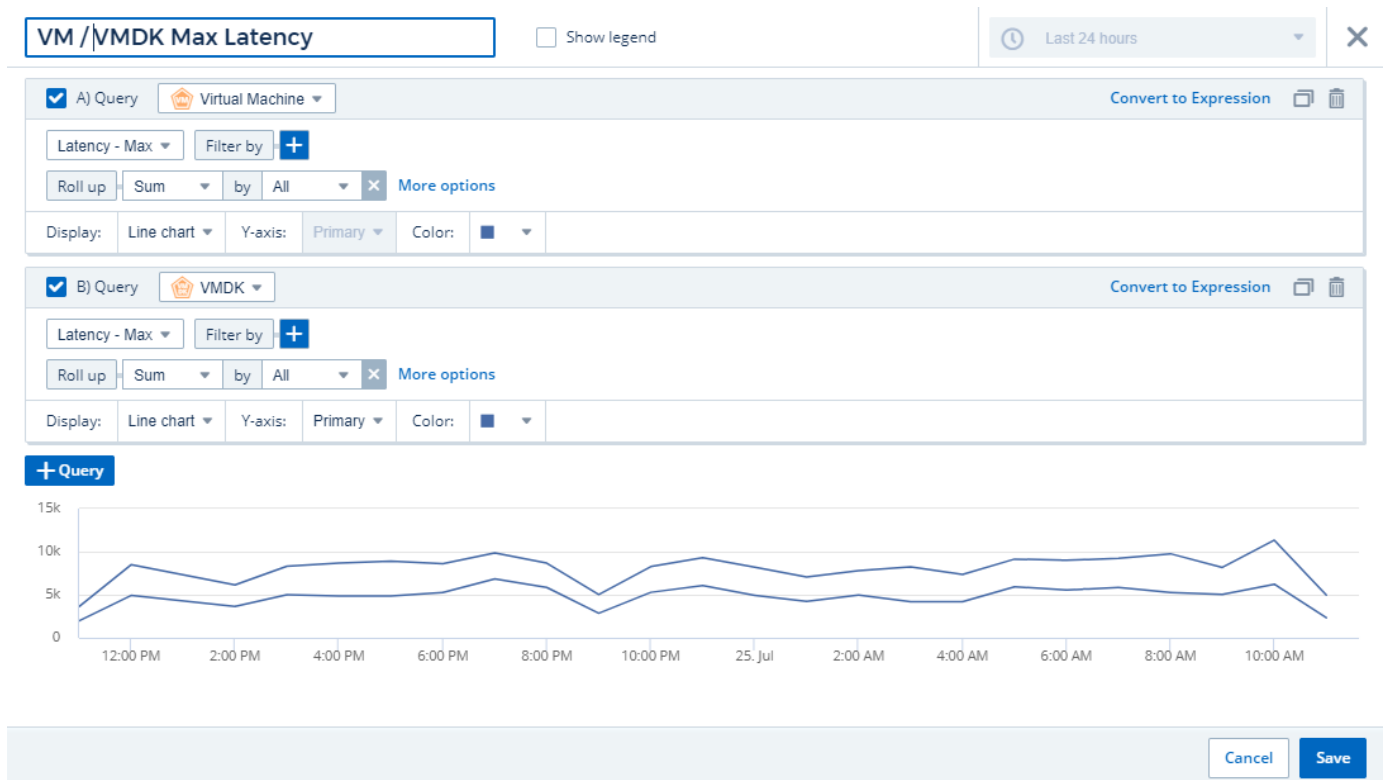 VM / VMDK Max Latency Show legend Last 24 hours
A) Query Virtual Machine Convert to Expression
Latency - Max Filter by +
Roll up Sum by All × More options
Display: Line chart Y-axis: Primary Color:
B) Query VMDK Convert to Expression
Latency - Max Filter by +
Roll up Sum by All × More options
Display: Line chart Y-axis: Primary Color:
+ Query
15k
10k
5k
0
12:00 PM 2:00 PM 4:00 PM 6:00 PM 8:00 PM 10:00 PM 25. Jul 2:00 AM 4:00 AM 6:00 AM 8:00 AM 10:00 AM
Cancel Save